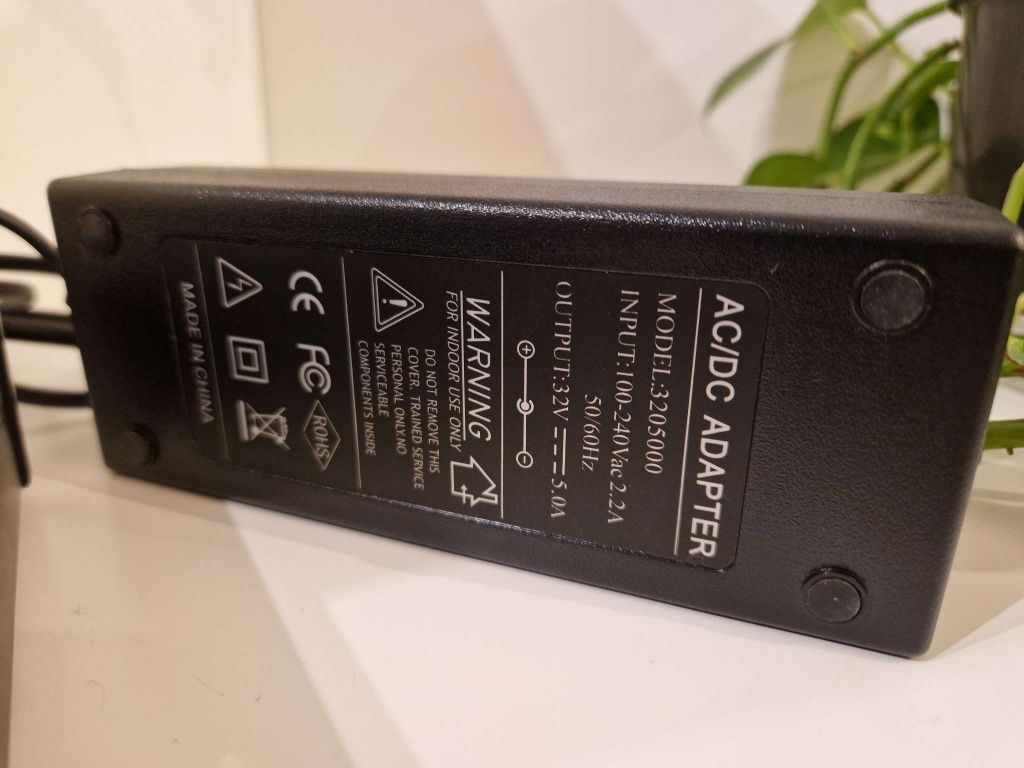 AC/DC ADAPTER
MODEL:3205000
INPUT:100-240Vac2.2A
50/60Hz
OUTPUT:32V⎓5.0A
WARNING
FOR INDOOR USE ONLY
DO NOT REMOVE THIS
COVER. TRAINED SERVICE
PERSONAL ONLY.NO
SERVICEABLE
COMPONENTS INSIDE
CE FC ROHS
MADE IN CHINA